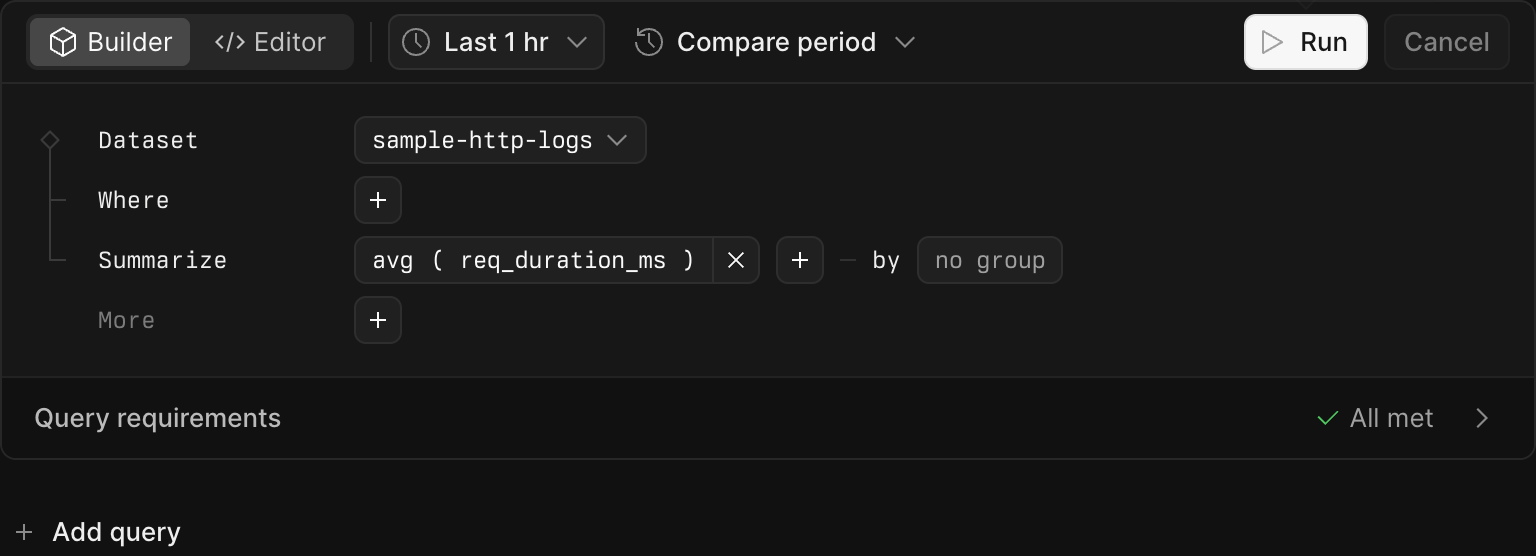 Builder </> Editor Last 1 hr Compare period Run Cancel
Dataset sample-http-logs
Where +
Summarize avg ( req_duration_ms ) × + — by no group
More +
Query requirements All met
+ Add query